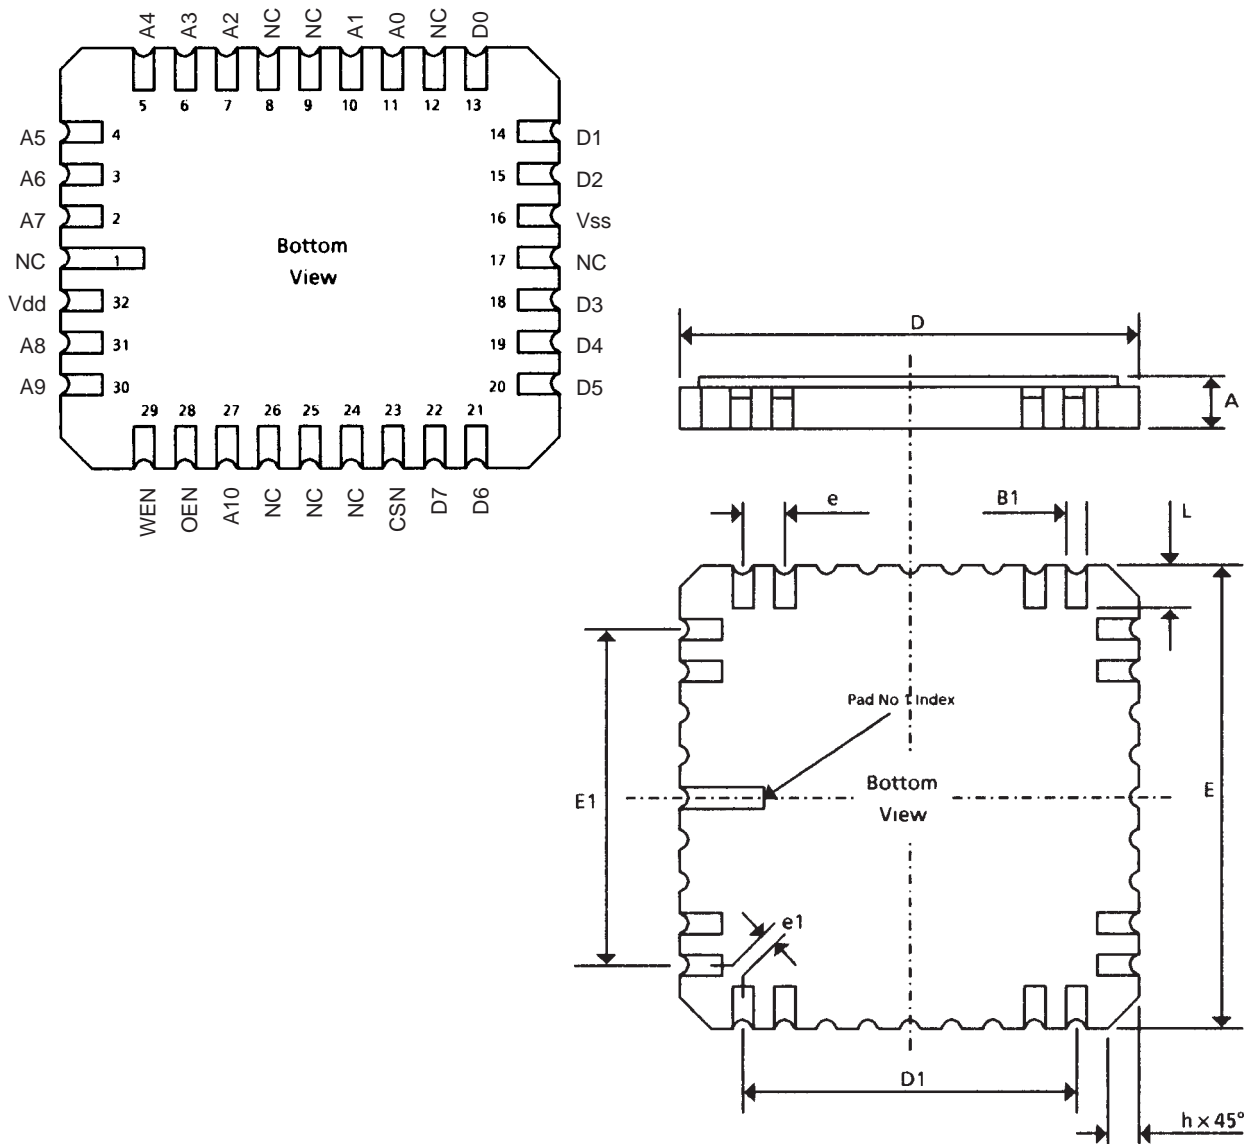 A4 A3 A2 NC NC A1 A0 NC D0
5 6 7 8 9 10 11 12 13
A5 4 14 D1
A6 3 15 D2
A7 2 16 Vss
NC 1 17 NC
Vdd 32 18 D3
A8 31 19 D4
A9 30 20 D5
Bottom
View
29 28 27 26 25 24 23 22 21
WEN OEN A10 NC NC NC CSN D7 D6
D
A
e B1 L
Pad No 1 Index
E1
Bottom
View
E
e1
D1
h × 45°